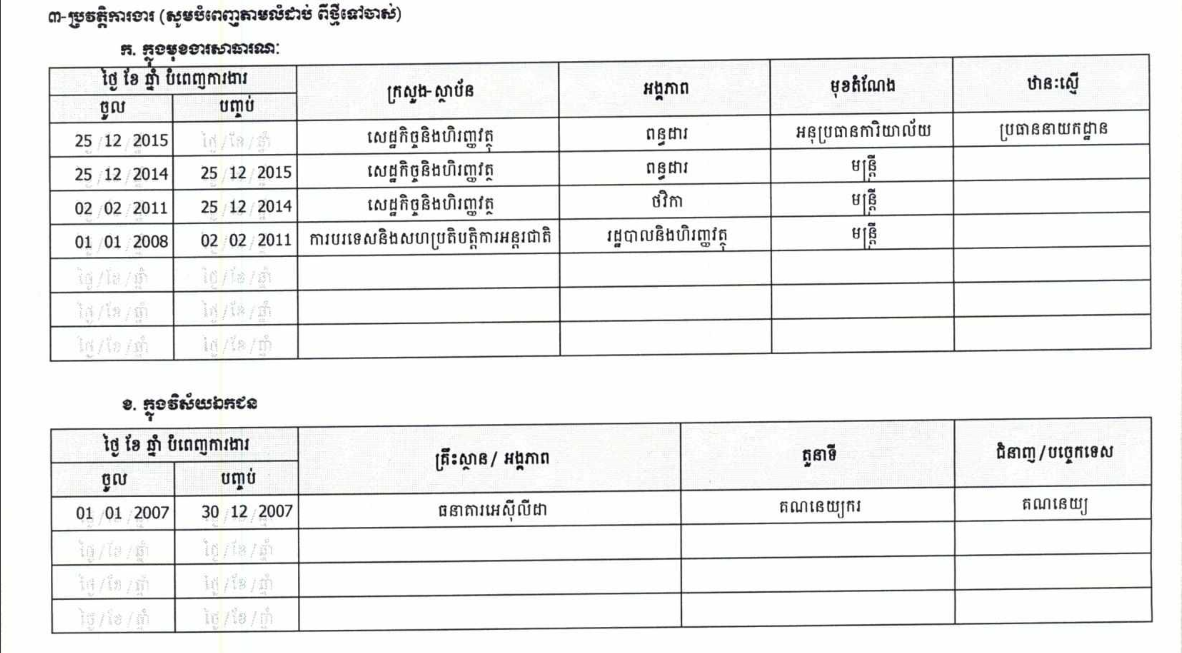 ៣-ប្រវត្តិការងារ (សូមបំពេញតាមលំដាប់ ពីថ្មីទៅចាស់)
ក. ក្នុងមុខងារសាធារណៈ
ថ្ងៃ ខែ ឆ្នាំ បំពេញការងារ ក្រសួង-ស្ថាប័ន អង្គភាព មុខតំណែង ឋានៈស្មើ
ចូល បញ្ចប់
25 12 2015 ថ្ងៃ/ខែ/ឆ្នាំ សេដ្ឋកិច្ចនិងហិរញ្ញវត្ថុ ពន្ធដារ អនុប្រធានការិយាល័យ ប្រធាននាយកដ្ឋាន
25 12 2014 25 12 2015 សេដ្ឋកិច្ចនិងហិរញ្ញវត្ថុ ពន្ធដារ មន្ត្រី
02 02 2011 25 12 2014 សេដ្ឋកិច្ចនិងហិរញ្ញវត្ថុ ថវិកា មន្ត្រី
01 01 2008 02 02 2011 ការបរទេសនិងសហប្រតិបត្តិការអន្តរជាតិ រដ្ឋបាលនិងហិរញ្ញវត្ថុ មន្ត្រី
ថ្ងៃ/ខែ/ឆ្នាំ ថ្ងៃ/ខែ/ឆ្នាំ
ថ្ងៃ/ខែ/ឆ្នាំ ថ្ងៃ/ខែ/ឆ្នាំ
ថ្ងៃ/ខែ/ឆ្នាំ ថ្ងៃ/ខែ/ឆ្នាំ
ខ. ក្នុងវិស័យឯកជន
ថ្ងៃ ខែ ឆ្នាំ បំពេញការងារ គ្រឹះស្ថាន/ អង្គភាព តួនាទី ជំនាញ/បច្ចេកទេស
ចូល បញ្ចប់
01 01 2007 30 12 2007 ធនាគារអេស៊ីលីដា គណនេយ្យករ គណនេយ្យ
ថ្ងៃ/ខែ/ឆ្នាំ ថ្ងៃ/ខែ/ឆ្នាំ
ថ្ងៃ/ខែ/ឆ្នាំ ថ្ងៃ/ខែ/ឆ្នាំ
ថ្ងៃ/ខែ/ឆ្នាំ ថ្ងៃ/ខែ/ឆ្នាំ